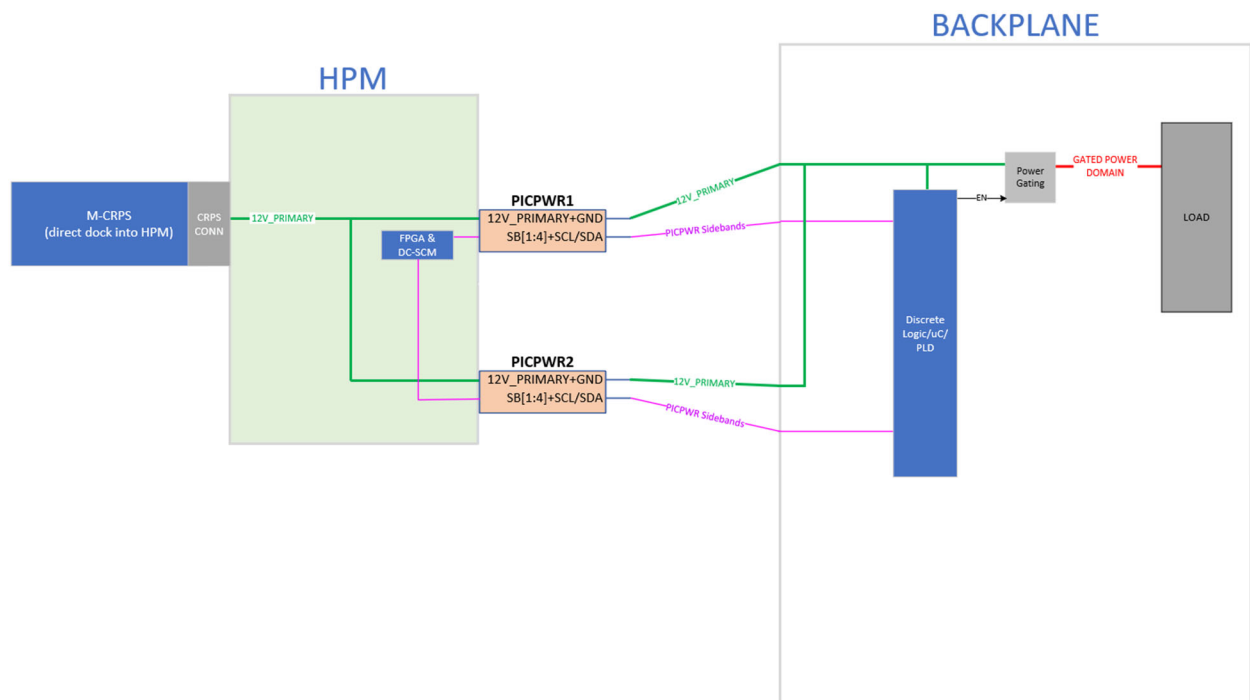 BACKPLANE
HPM
M-CRPS
(direct dock into HPM)
CRPS
CONN
12V_PRIMARY
FPGA &
DC-SCM
PICPWR1
12V_PRIMARY+GND
SB[1:4]+SCL/SDA
12V_PRIMARY
PICPWR Sidebands
PICPWR2
12V_PRIMARY+GND
SB[1:4]+SCL/SDA
12V_PRIMARY
PICPWR Sidebands
Discrete
Logic/uC/
PLD
EN
Power
Gating
GATED POWER
DOMAIN
LOAD